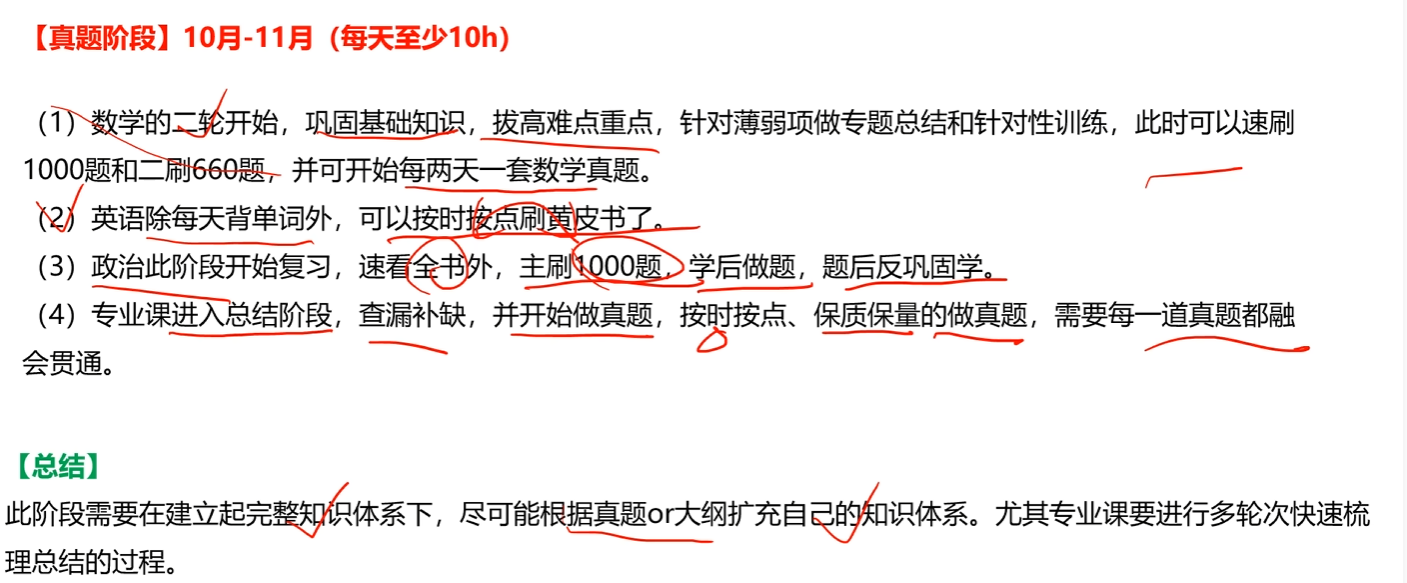 【真题阶段】10月-11月（每天至少10h）
（1）数学的二轮开始，巩固基础知识，拔高难点重点，针对薄弱项做专题总结和针对性训练，此时可以速刷
1000题和二刷660题，并可开始每两天一套数学真题。
（2）英语除每天背单词外，可以按时按点刷黄皮书了。
（3）政治此阶段开始复习，速看全书外，主刷1000题，学后做题，题后反巩固学。
（4）专业课进入总结阶段，查漏补缺，并开始做真题，按时按点、保质保量的做真题，需要每一道真题都融
会贯通。
【总结】
此阶段需要在建立起完整知识体系下，尽可能根据真题or大纲扩充自己的知识体系。尤其专业课要进行多轮次快速梳
理总结的过程。